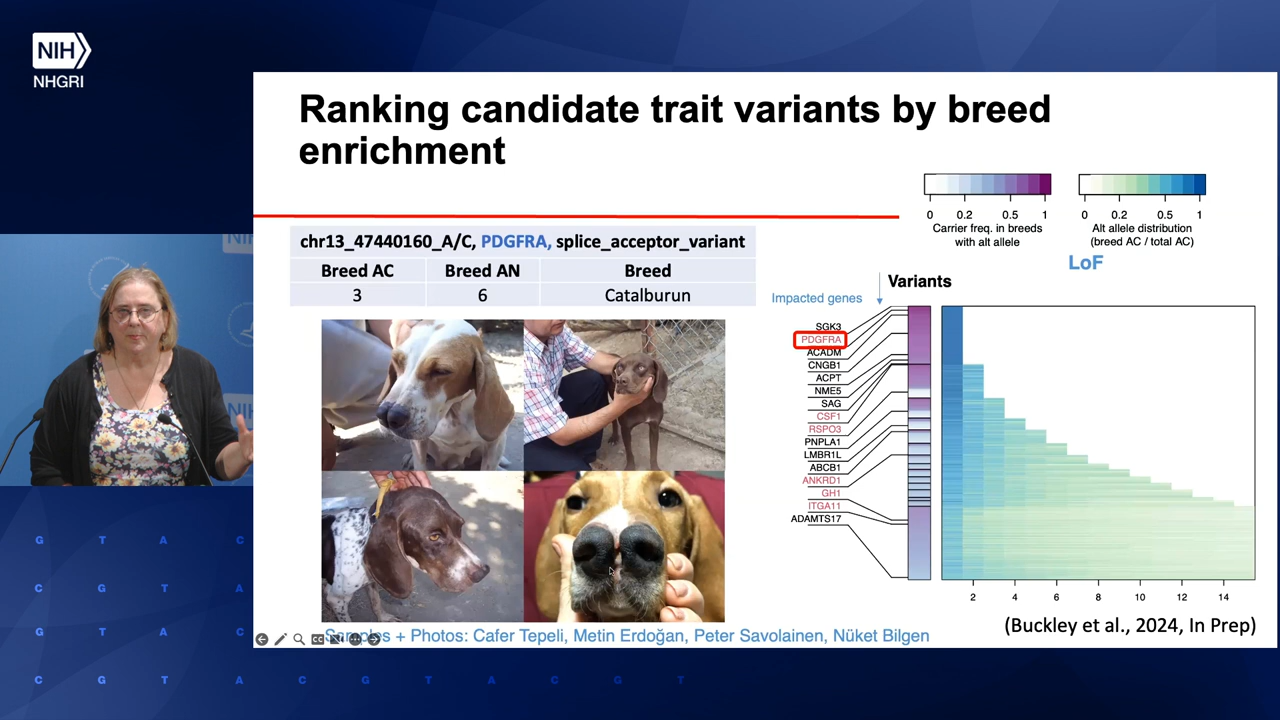 NIH
NHGRI
Ranking candidate trait variants by breed
enrichment
0 0.2 0.5 1
Carrier freq. in breeds
with alt allele
0 0.2 0.5 1
Alt allele distribution
(breed AC / total AC)
LoF
chr13_47440160_A/C, PDGFRA, splice_acceptor_variant
Breed AC Breed AN Breed
3 6 Catalburun
Variants
Impacted genes
SGK3
PDGFRA
ACADM
CNGB1
ACPT
NME5
SAG
CSF1
RSPO3
PNPLA1
LMBR1L
ABCB1
ANKRD1
GH1
ITGA11
ADAMTS17
2 4 6 8 10 12 14
(Buckley et al., 2024, In Prep)
Samples + Photos: Cafer Tepeli, Metin Erdoğan, Peter Savolainen, Nüket Bilgen
G T A C
C G T A
G T A C
C G T A C G T A C G T